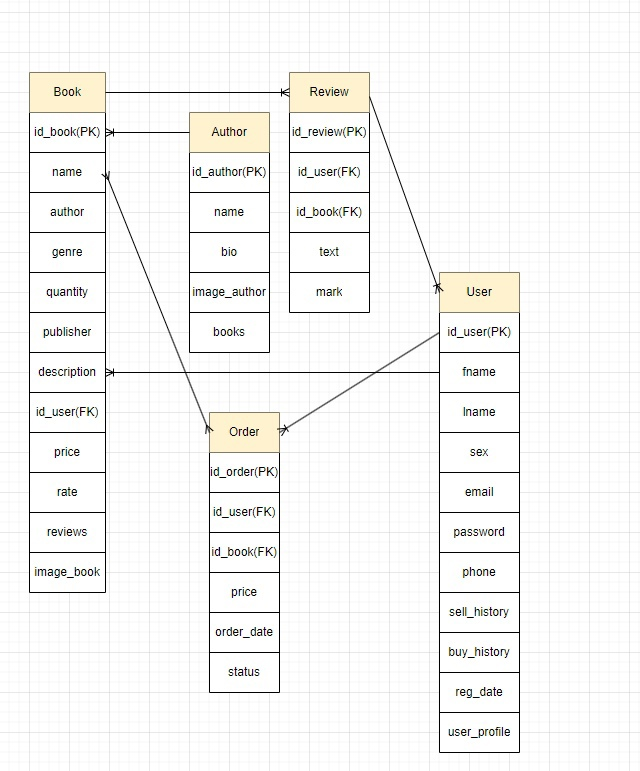 Book
id_book(PK)
name
author
genre
quantity
publisher
description
id_user(FK)
price
rate
reviews
image_book
Author
id_author(PK)
name
bio
image_author
books
Review
id_review(PK)
id_user(FK)
id_book(FK)
text
mark
Order
id_order(PK)
id_user(FK)
id_book(FK)
price
order_date
status
User
id_user(PK)
fname
lname
sex
email
password
phone
sell_history
buy_history
reg_date
user_profile